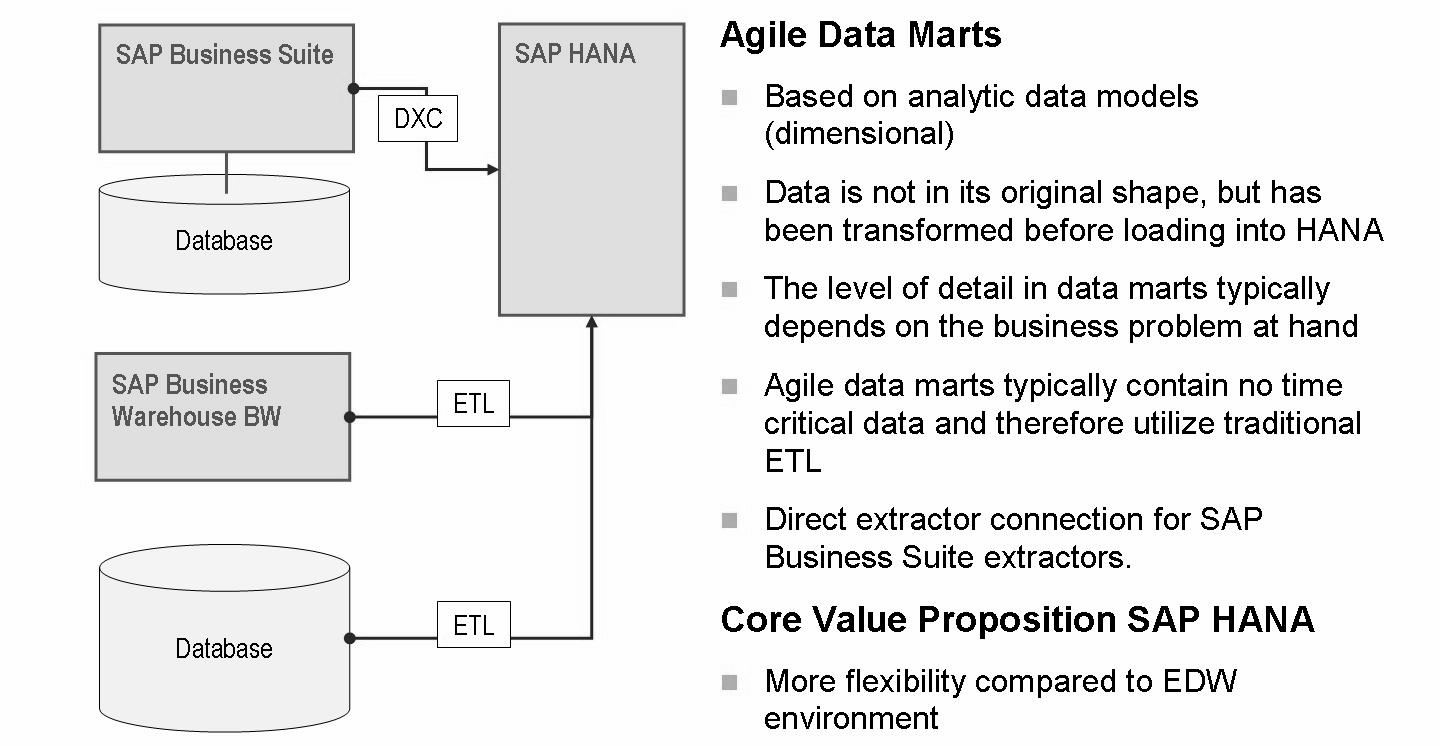 SAP Business Suite
DXC
SAP HANA
Database
SAP Business
Warehouse BW
ETL
Database
ETL
Agile Data Marts
Based on analytic data models
(dimensional)
Data is not in its original shape, but has
been transformed before loading into HANA
The level of detail in data marts typically
depends on the business problem at hand
Agile data marts typically contain no time
critical data and therefore utilize traditional
ETL
Direct extractor connection for SAP
Business Suite extractors.
Core Value Proposition SAP HANA
More flexibility compared to EDW
environment